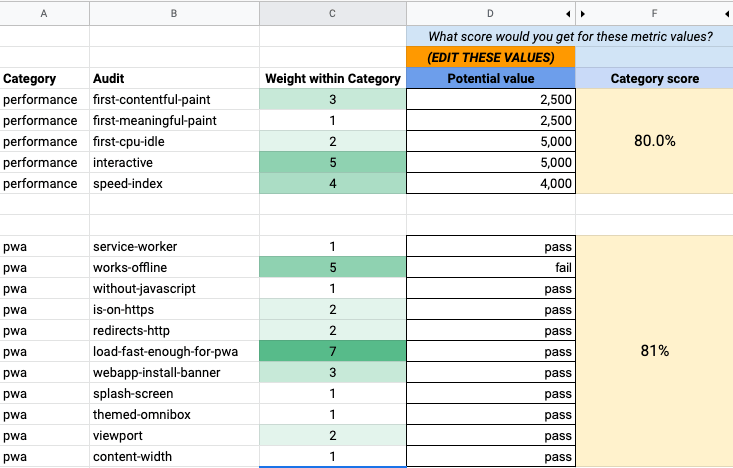 A B C D F
What score would you get for these metric values?
(EDIT THESE VALUES)
Category Audit Weight within Category Potential value Category score
performance first-contentful-paint 3 2,500
performance first-meaningful-paint 1 2,500
performance first-cpu-idle 2 5,000 80.0%
performance interactive 5 5,000
performance speed-index 4 4,000
pwa service-worker 1 pass
pwa works-offline 5 fail
pwa without-javascript 1 pass
pwa is-on-https 2 pass
pwa redirects-http 2 pass
pwa load-fast-enough-for-pwa 7 pass 81%
pwa webapp-install-banner 3 pass
pwa splash-screen 1 pass
pwa themed-omnibox 1 pass
pwa viewport 2 pass
pwa content-width 1 pass